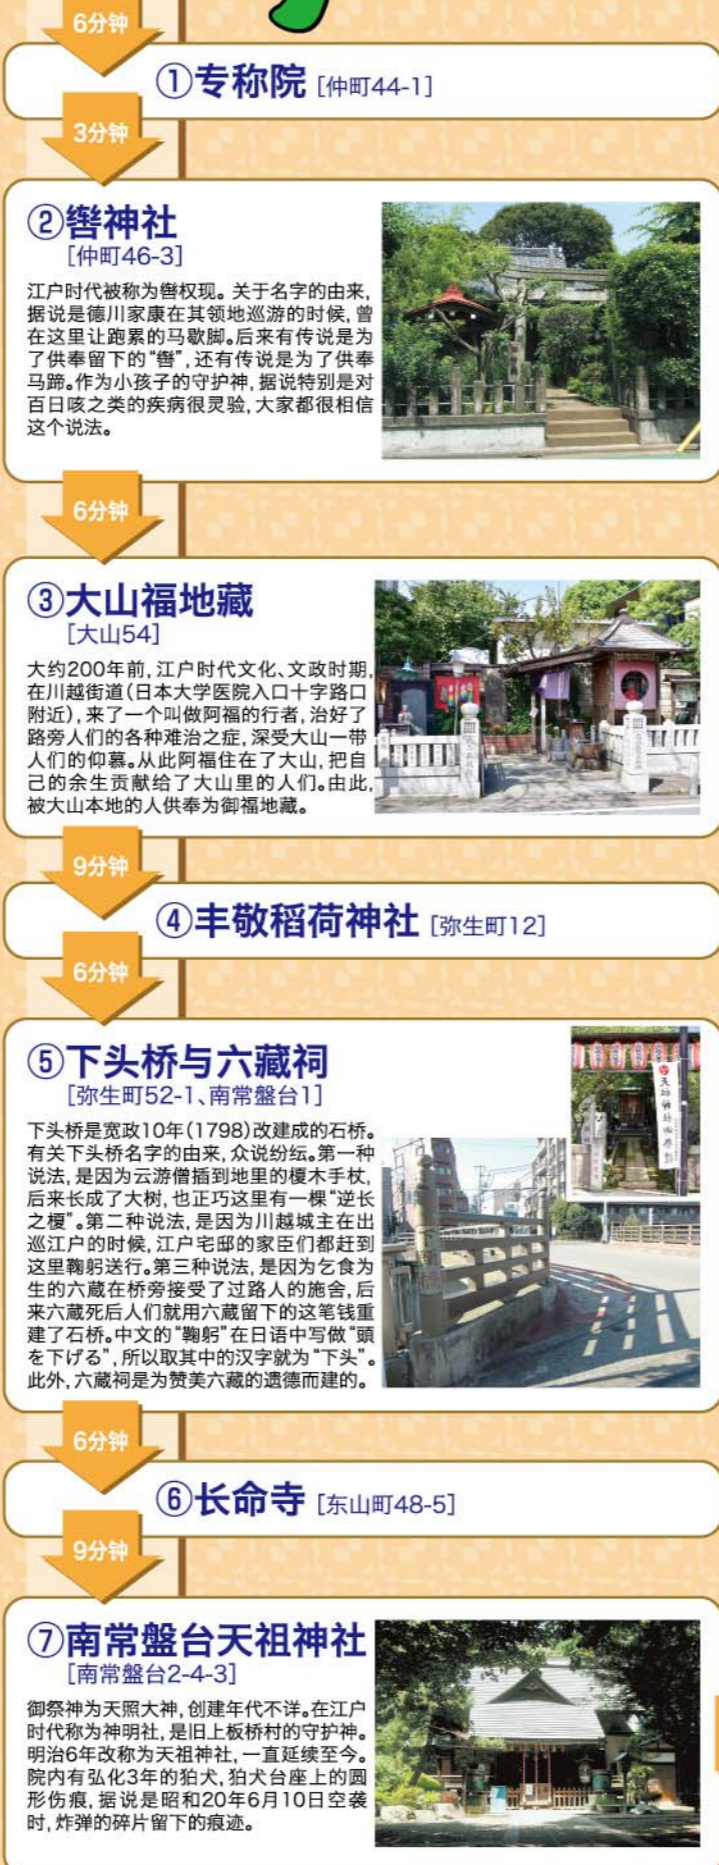 6分钟
①专称院 [仲町44-1]
3分钟
②轡神社
[仲町46-3]
江户时代被称为轡权现。关于名字的由来,
据说是德川家康在其领地巡游的时候,曾
在这里让跑累的马歇脚。后来有传说是为
了供奉留下的“轡”,还有传说是为了供奉
马蹄。作为小孩子的守护神,据说特别是对
百日咳之类的疾病很灵验,大家都很相信
这个说法。
6分钟
③大山福地藏
[大山54]
大约200年前,江户时代文化、文政时期,
在川越街道(日本大学医院入口十字路口
附近),来了一个叫做阿福的行者,治好了
路旁人们的各种难治之症,深受大山一带
人们的仰慕。从此阿福住在了大山,把自
己的余生贡献给了大山里的人们。由此,
被大山本地的人供奉为御福地藏。
9分钟
④丰敬稻荷神社 [弥生町12]
6分钟
⑤下头桥与六藏祠
[弥生町52-1、南常盤台1]
下头桥是宽政10年(1798)改建成的石桥。
有关下头桥名字的由来,众说纷纭。第一种
说法,是因为云游僧插到地里的榎木手杖,
后来长成了大树,也正巧这里有一棵“逆长
之榎”。第二种说法,是因为川越城主在出
巡江户的时候,江户宅邸的家臣们都赶到
这里鞠躬送行。第三种说法,是因为乞食为
生的六藏在桥旁接受了过路人的施舍,后
来六藏死后人们就用六藏留下的这笔钱重
建了石桥。中文的“鞠躬”在日语中写做“頭
を下げる”,所以取其中的汉字就为“下头”。
此外,六藏祠是为赞美六藏的遗德而建的。
下頭橋
6分钟
⑥长命寺 [东山町48-5]
9分钟
⑦南常盤台天祖神社
[南常盤台2-4-3]
御祭神为天照大神,创建年代不详。在江户
时代称为神明社,是旧上板桥村的守护神。
明治6年改称为天祖神社,一直延续至今。
院内有弘化3年的狛犬,狛犬台座上的圆
形伤痕,据说是昭和20年6月10日空袭
时,炸弹的碎片留下的痕迹。